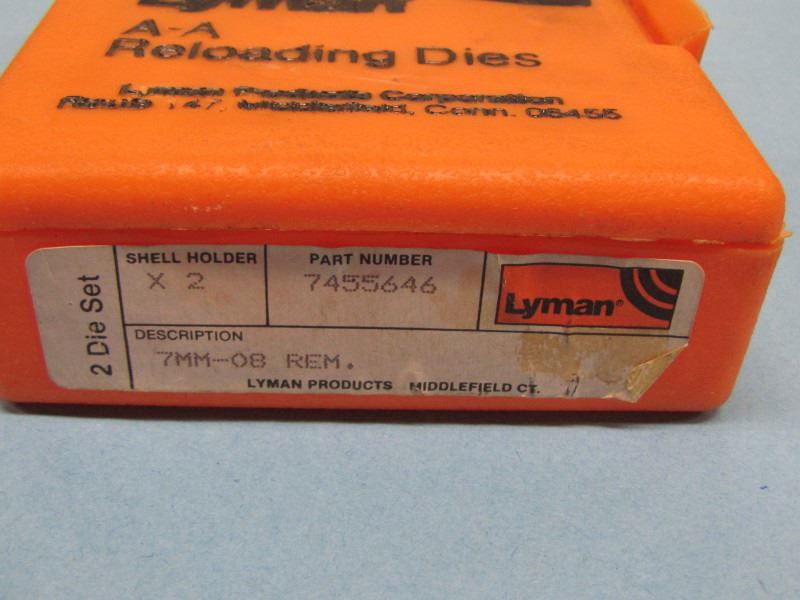 Lyman
A-A
Reloading Dies
Lyman Products Corporation
Route 147, Middlefield, Conn. 06455
2 Die Set
SHELL HOLDER
X 2
PART NUMBER
7455646
Lyman®
DESCRIPTION
7MM-08 REM.
LYMAN PRODUCTS MIDDLEFIELD CT.